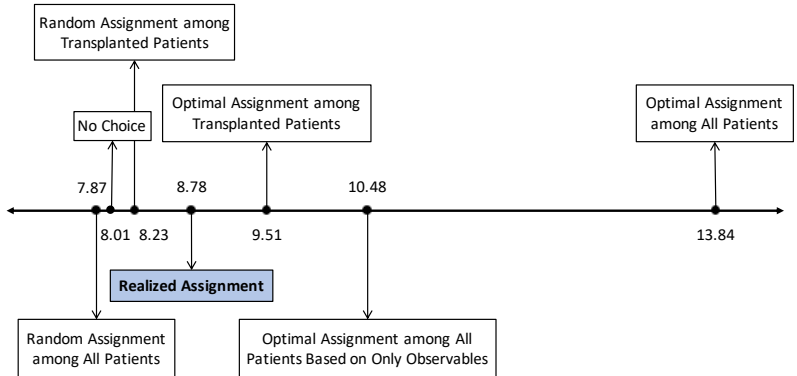 Random Assignment among
Transplanted Patients
Optimal Assignment among
Transplanted Patients
Optimal Assignment
among All Patients
No Choice
7.87
8.78
10.48
8.01
8.23
9.51
13.84
Realized Assignment
Random Assignment
among All Patients
Optimal Assignment among All
Patients Based on Only Observables